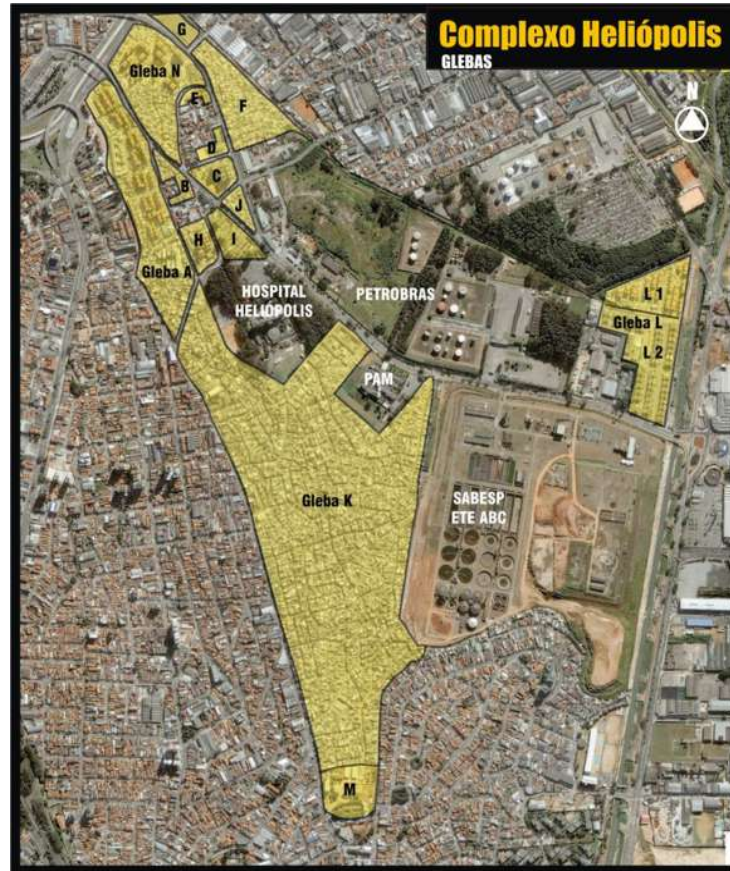 Complexo Heliópolis
GLEBAS
G
Gleba N
N
E
F
D
C
B
J
H
I
Gleba A
HOSPITAL
HELIÓPOLIS
PETROBRAS
L 1
Gleba L
L 2
PAM
Gleba K
SABESP
ETE ABC
M